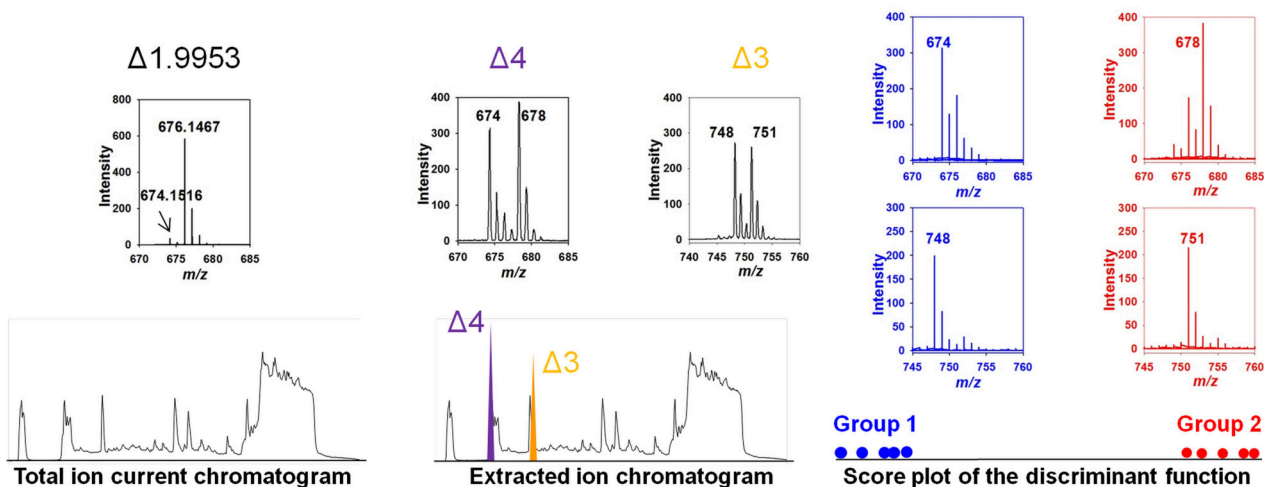 Δ1.9953
800
600
400
200
0
Intensity
676.1467
674.1516
670 675 680 685
m/z
Total ion current chromatogram
Δ4
400
300
200
100
0
Intensity
674
678
670 675 680 685
m/z
Δ3
400
300
200
100
0
Intensity
748
751
740 745 750 755 760
m/z
Δ4
Δ3
Extracted ion chromatogram
400
300
200
100
0
Intensity
674
670 675 680 685
m/z
400
300
200
100
0
Intensity
678
670 675 680 685
m/z
300
250
200
150
100
50
0
Intensity
748
745 750 755 760
m/z
300
250
200
150
100
50
0
Intensity
751
745 750 755 760
m/z
Group 1
Group 2
Score plot of the discriminant function